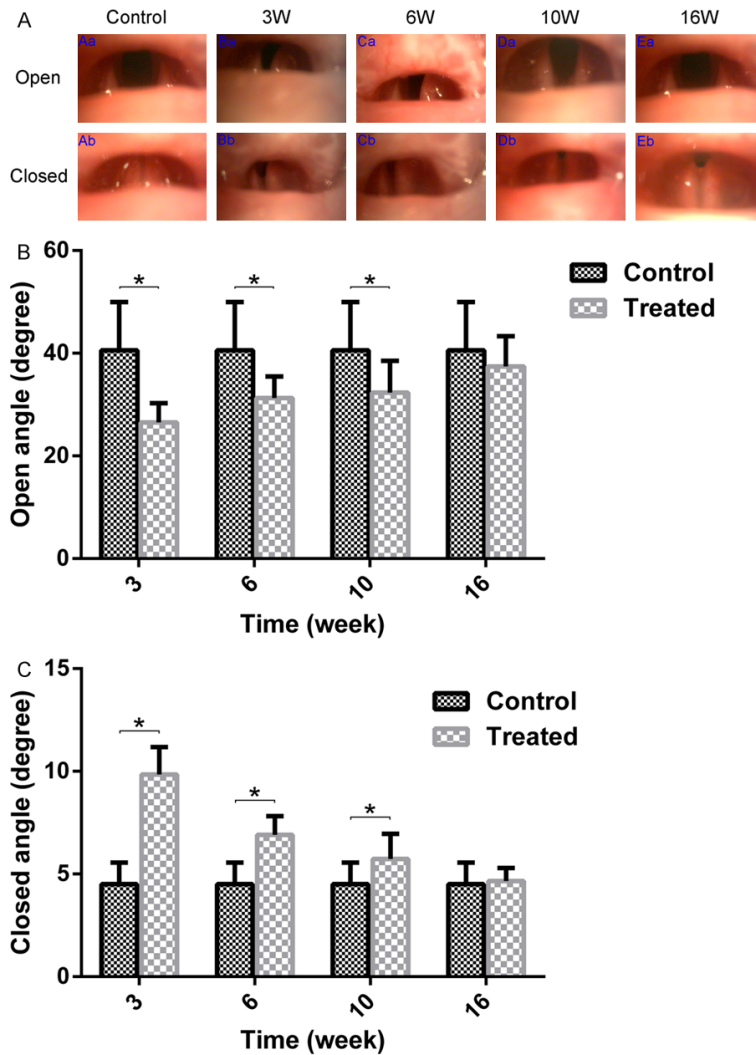 A
Control 3W 6W 10W 16W
Open
Aa Ba Ca Da Ea
Closed
Ab Bb Cb Db Eb
B
Open angle (degree)
60
40
20
0
* * *
Control
Treated
3 6 10 16
Time (week)
C
Closed angle (degree)
15
10
5
0
* * *
Control
Treated
3 6 10 16
Time (week)